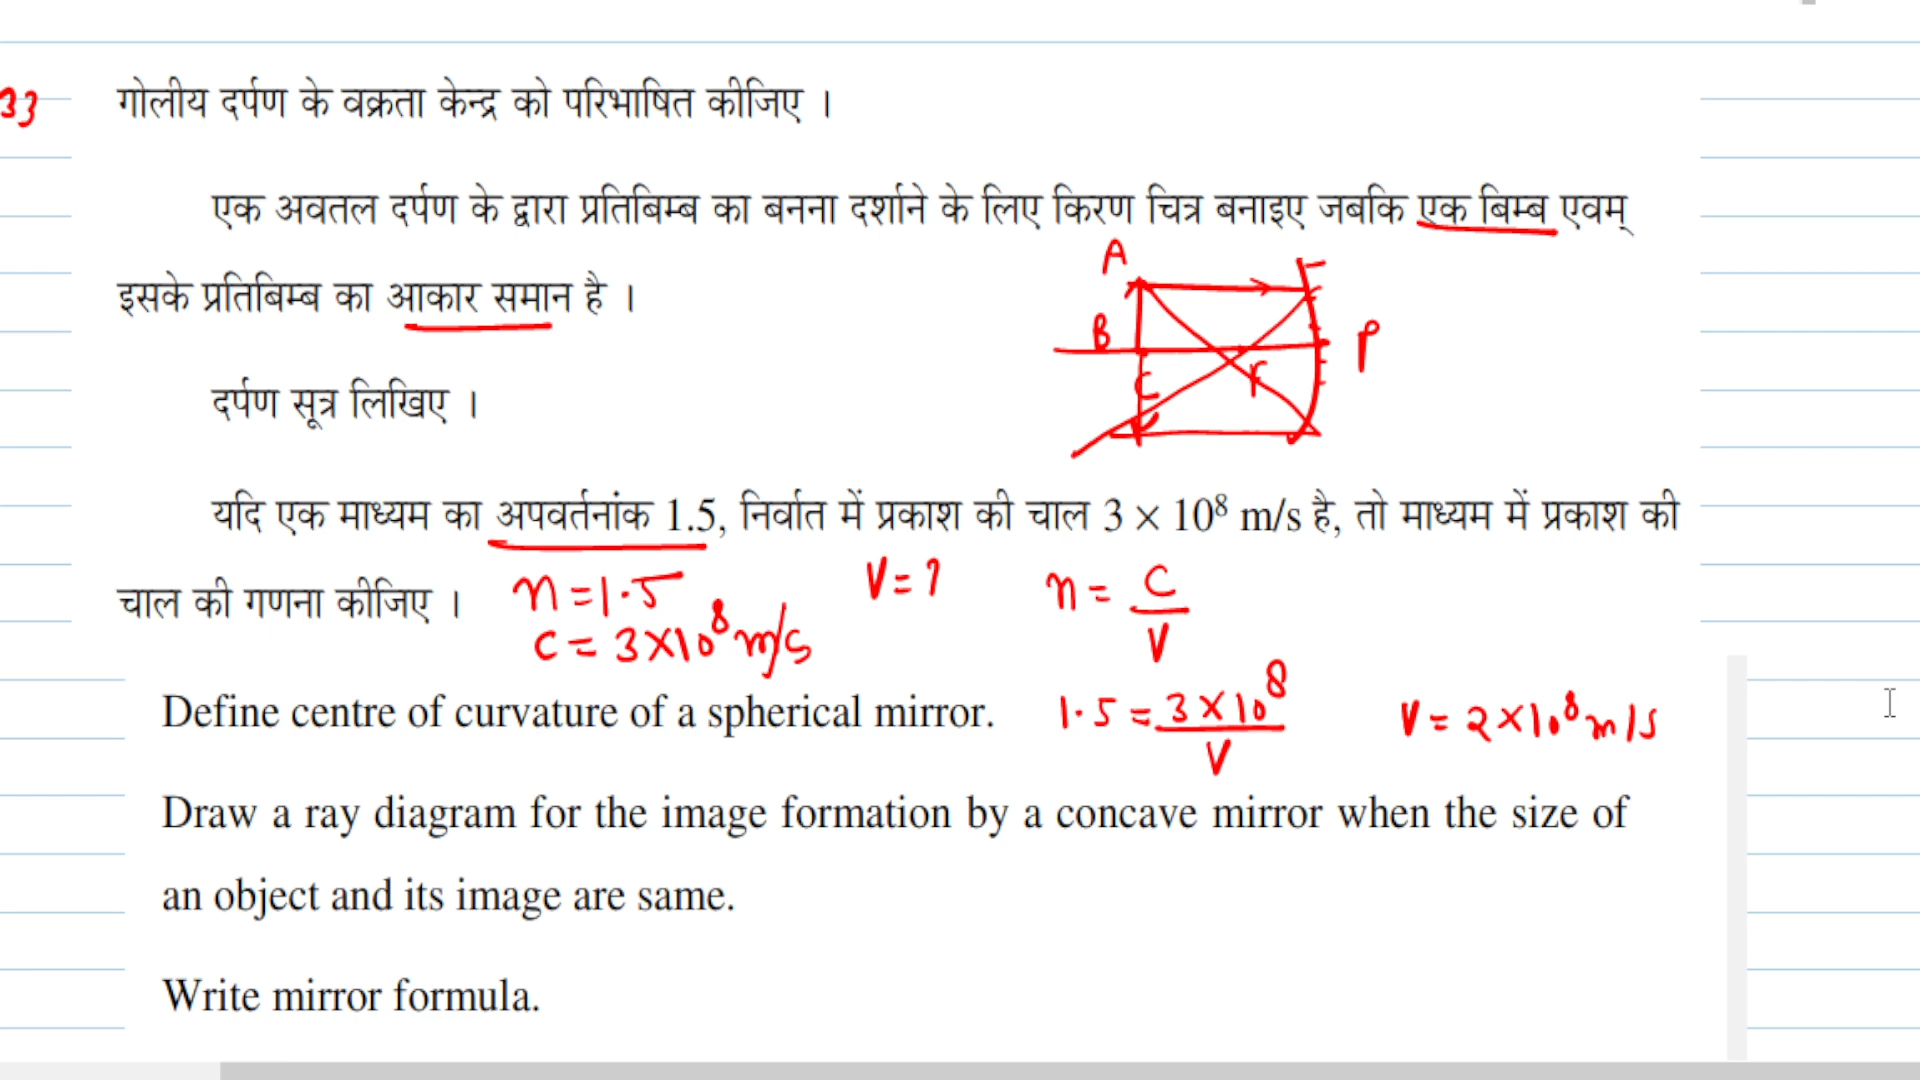 33 गोलीय दर्पण के वक्रता केन्द्र को परिभाषित कीजिए ।
एक अवतल दर्पण के द्वारा प्रतिबिम्ब का बनना दर्शाने के लिए किरण चित्र बनाइए जबकि एक बिम्ब एवम्
A
इसके प्रतिबिम्ब का आकार समान है ।
B P
C F
दर्पण सूत्र लिखिए ।
यदि एक माध्यम का अपवर्तनांक 1.5, निर्वात में प्रकाश की चाल 3 × 10⁸ m/s है, तो माध्यम में प्रकाश की
चाल की गणना कीजिए । n = 1.5 V = ? n = C/V
C = 3×10⁸ m/s
Define centre of curvature of a spherical mirror. 1.5 = 3×10⁸/V V = 2×10⁸ m/s
Draw a ray diagram for the image formation by a concave mirror when the size of
an object and its image are same.
Write mirror formula.